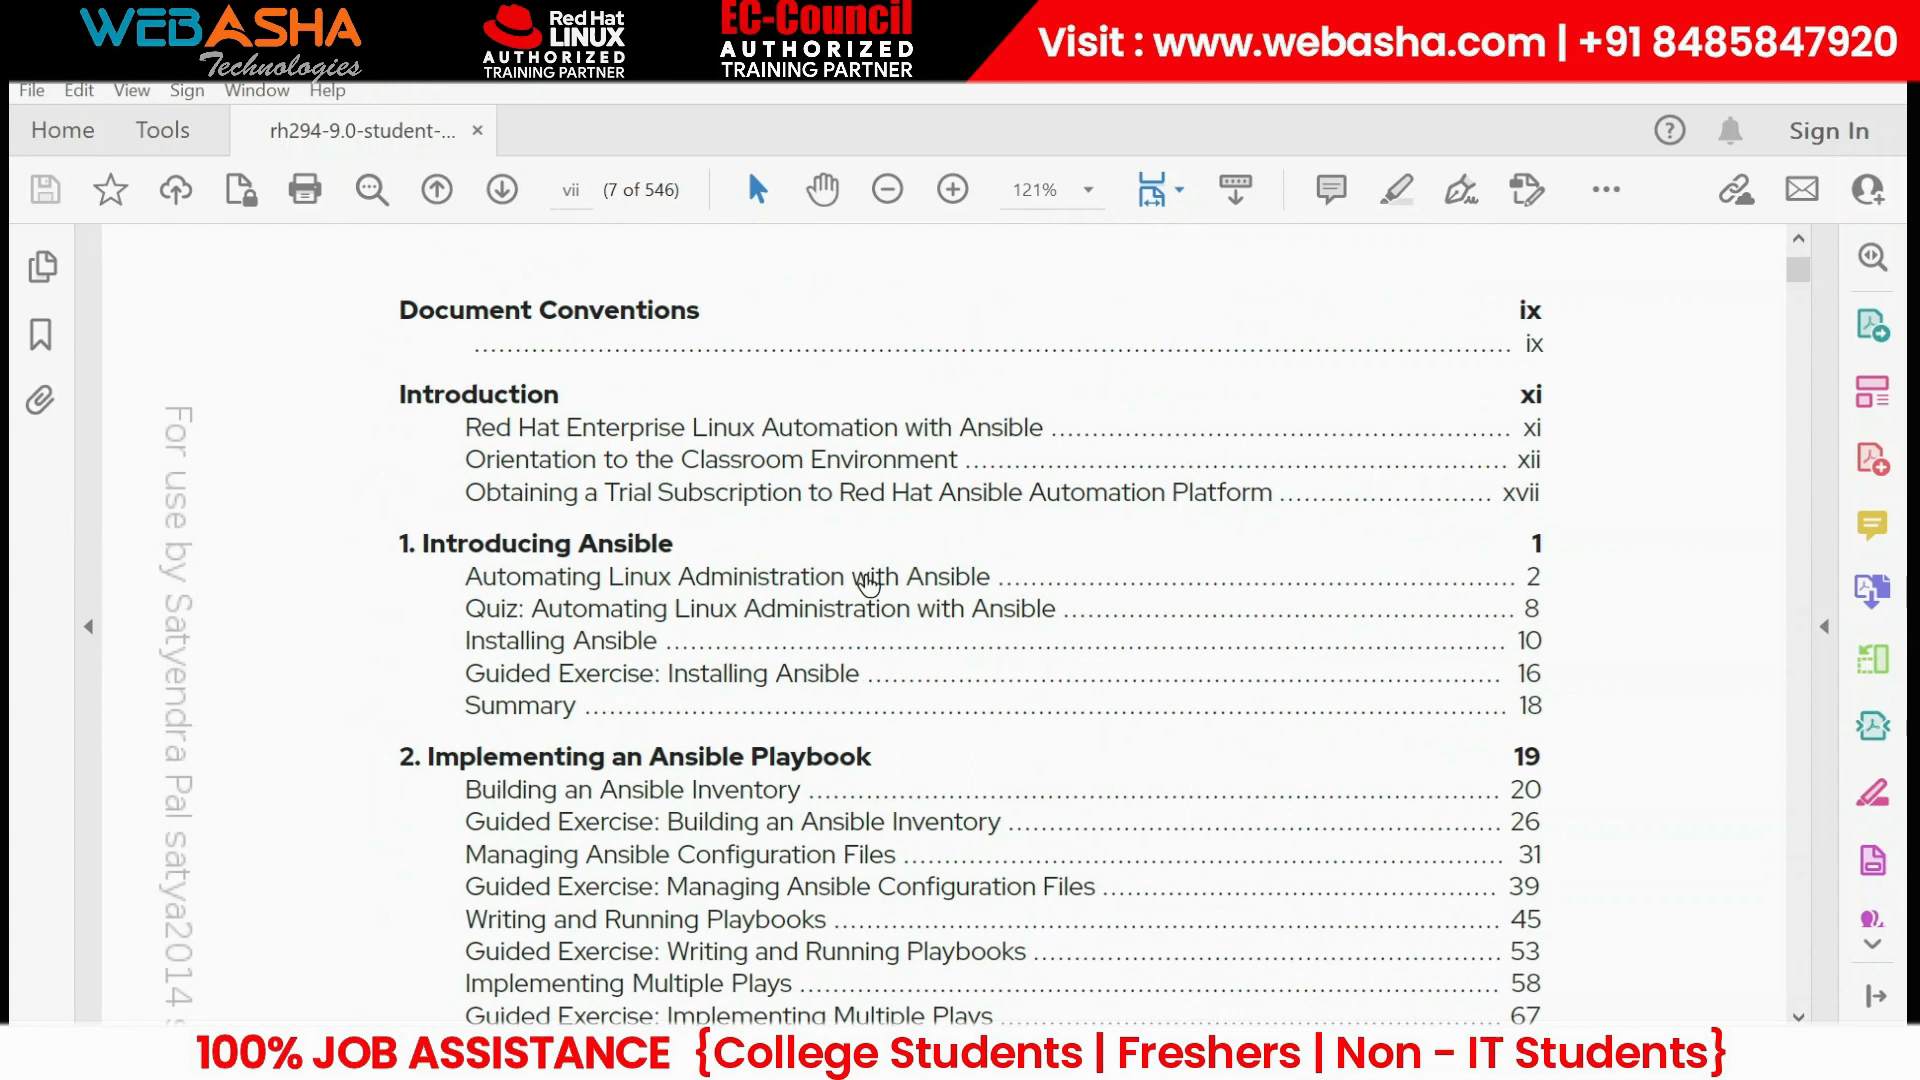 WEBASHA
Technologies
Red Hat
LINUX
AUTHORIZED
TRAINING PARTNER
EC-Council
AUTHORIZED
TRAINING PARTNER
Visit : www.webasha.com | +91 8485847920
File Edit View Sign Window Help
Home Tools rh294-9.0-student-... × Sign In
vii (7 of 546) 121%
Document Conventions ix
ix
Introduction xi
Red Hat Enterprise Linux Automation with Ansible xi
Orientation to the Classroom Environment xii
Obtaining a Trial Subscription to Red Hat Ansible Automation Platform xvii
1. Introducing Ansible 1
Automating Linux Administration with Ansible 2
Quiz: Automating Linux Administration with Ansible 8
Installing Ansible 10
Guided Exercise: Installing Ansible 16
Summary 18
2. Implementing an Ansible Playbook 19
Building an Ansible Inventory 20
Guided Exercise: Building an Ansible Inventory 26
Managing Ansible Configuration Files 31
Guided Exercise: Managing Ansible Configuration Files 39
Writing and Running Playbooks 45
Guided Exercise: Writing and Running Playbooks 53
Implementing Multiple Plays 58
Guided Exercise: Implementing Multiple Plays 67
For use by Satyendra Pal satya2014
100% JOB ASSISTANCE {College Students | Freshers | Non - IT Students}